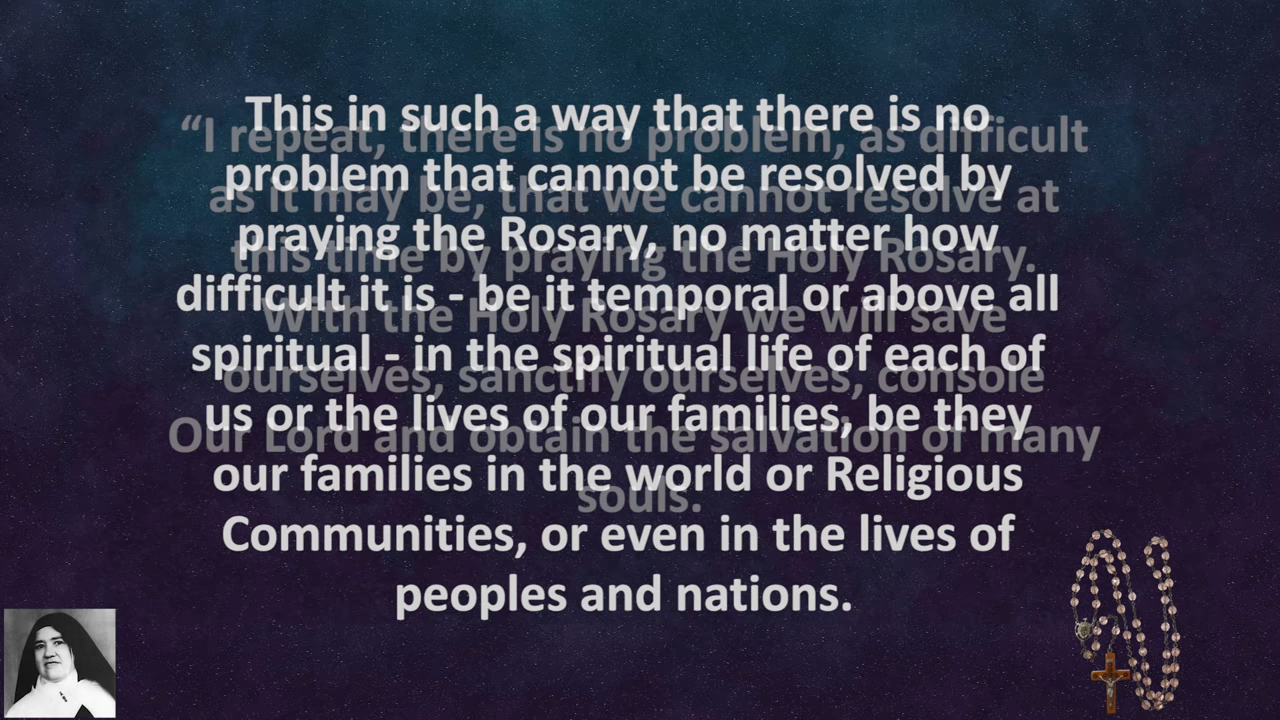 This in such a way that there is no
problem that cannot be resolved by
praying the Rosary, no matter how
difficult it is - be it temporal or above all
spiritual - in the spiritual life of each of
us or the lives of our families, be they
our families in the world or Religious
Communities, or even in the lives of
peoples and nations.
“I repeat, there is no problem, as difficult
as it may be, that we cannot resolve at
this time by praying the Holy Rosary.
With the Holy Rosary we will save
ourselves, sanctify ourselves, console
Our Lord and obtain the salvation of many
souls.